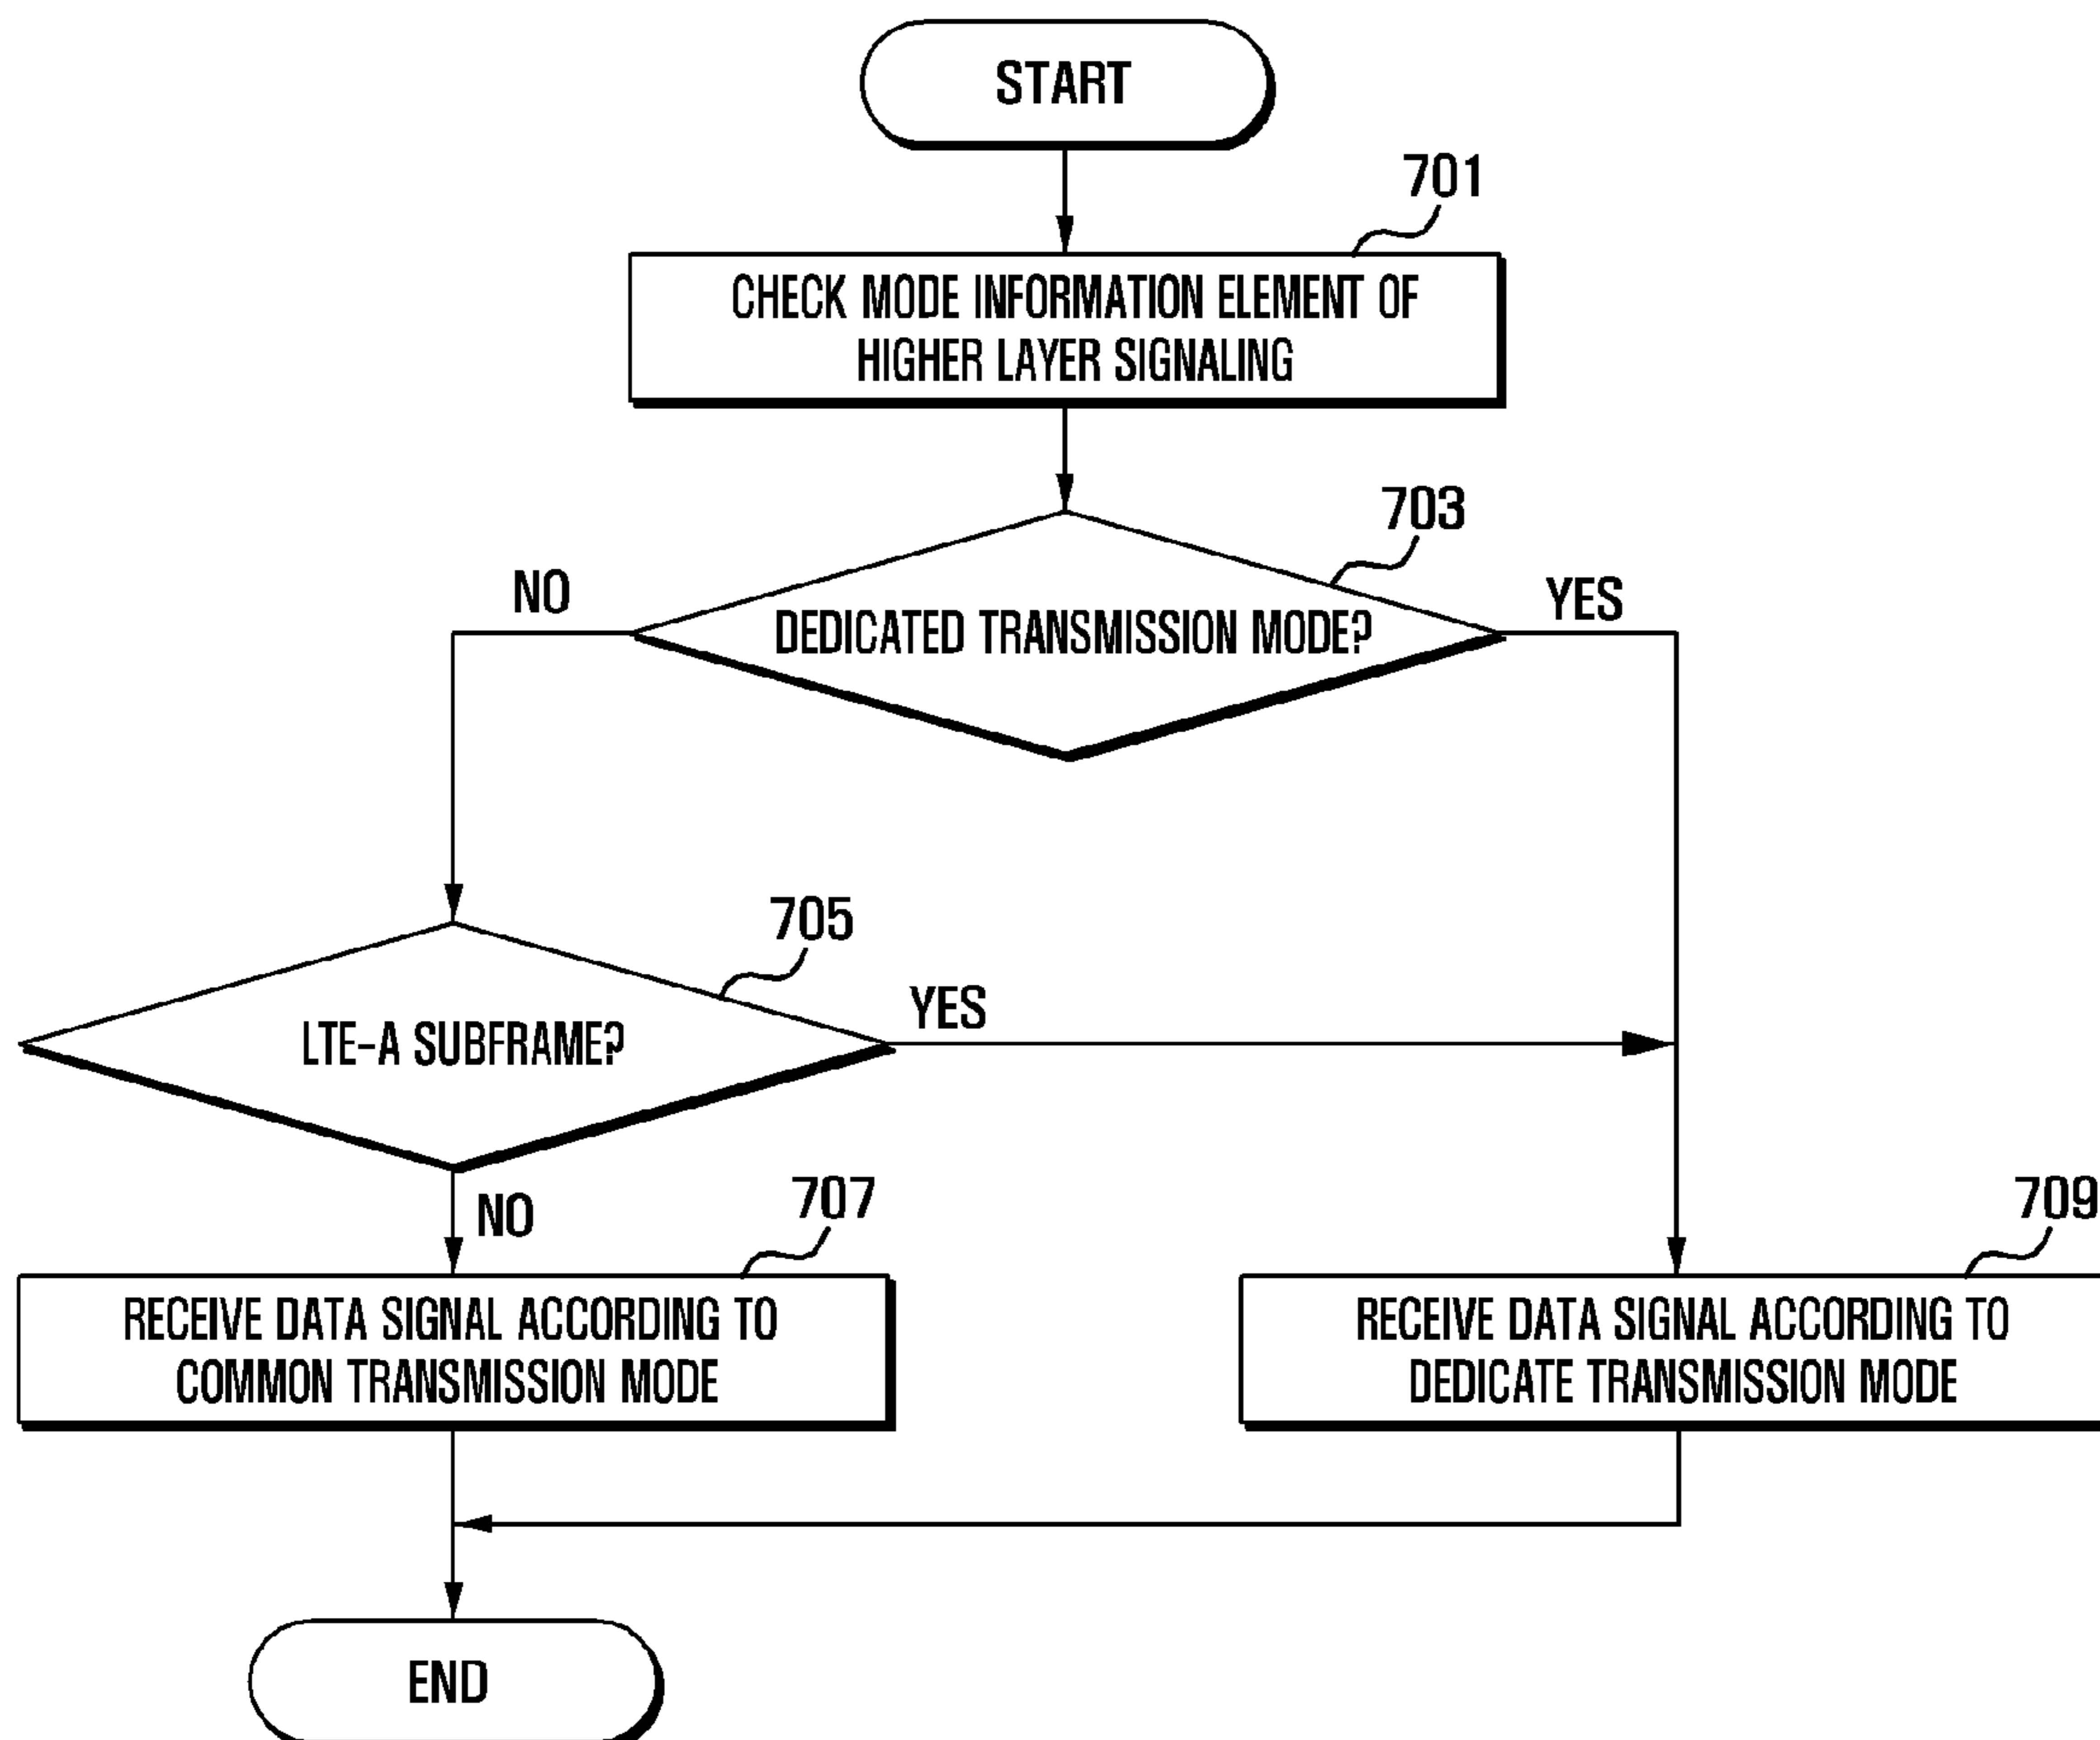 START
701
CHECK MODE INFORMATION ELEMENT OF
HIGHER LAYER SIGNALING
703
NO
YES
DEDICATED TRANSMISSION MODE?
705
YES
LTE-A SUBFRAME?
NO
707
709
RECEIVE DATA SIGNAL ACCORDING TO
COMMON TRANSMISSION MODE
RECEIVE DATA SIGNAL ACCORDING TO
DEDICATE TRANSMISSION MODE
END